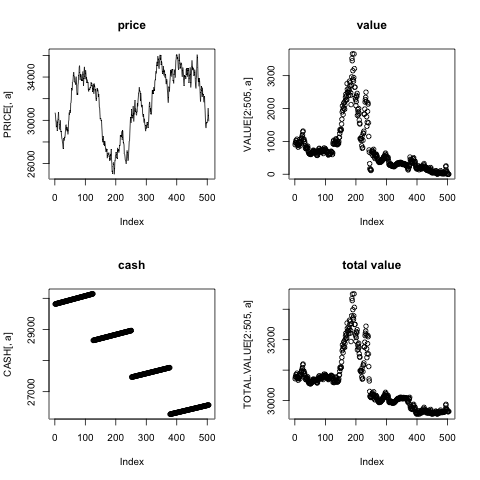 price
PRICE[, a]
26000 30000 34000
0 100 200 300 400 500
Index
value
VALUE[2:505, a]
0 1000 2000 3000
0 100 200 300 400 500
Index
cash
CASH[, a]
27000 29000
0 100 200 300 400 500
Index
total value
TOTAL.VALUE[2:505, a]
30000 32000
0 100 200 300 400 500
Index